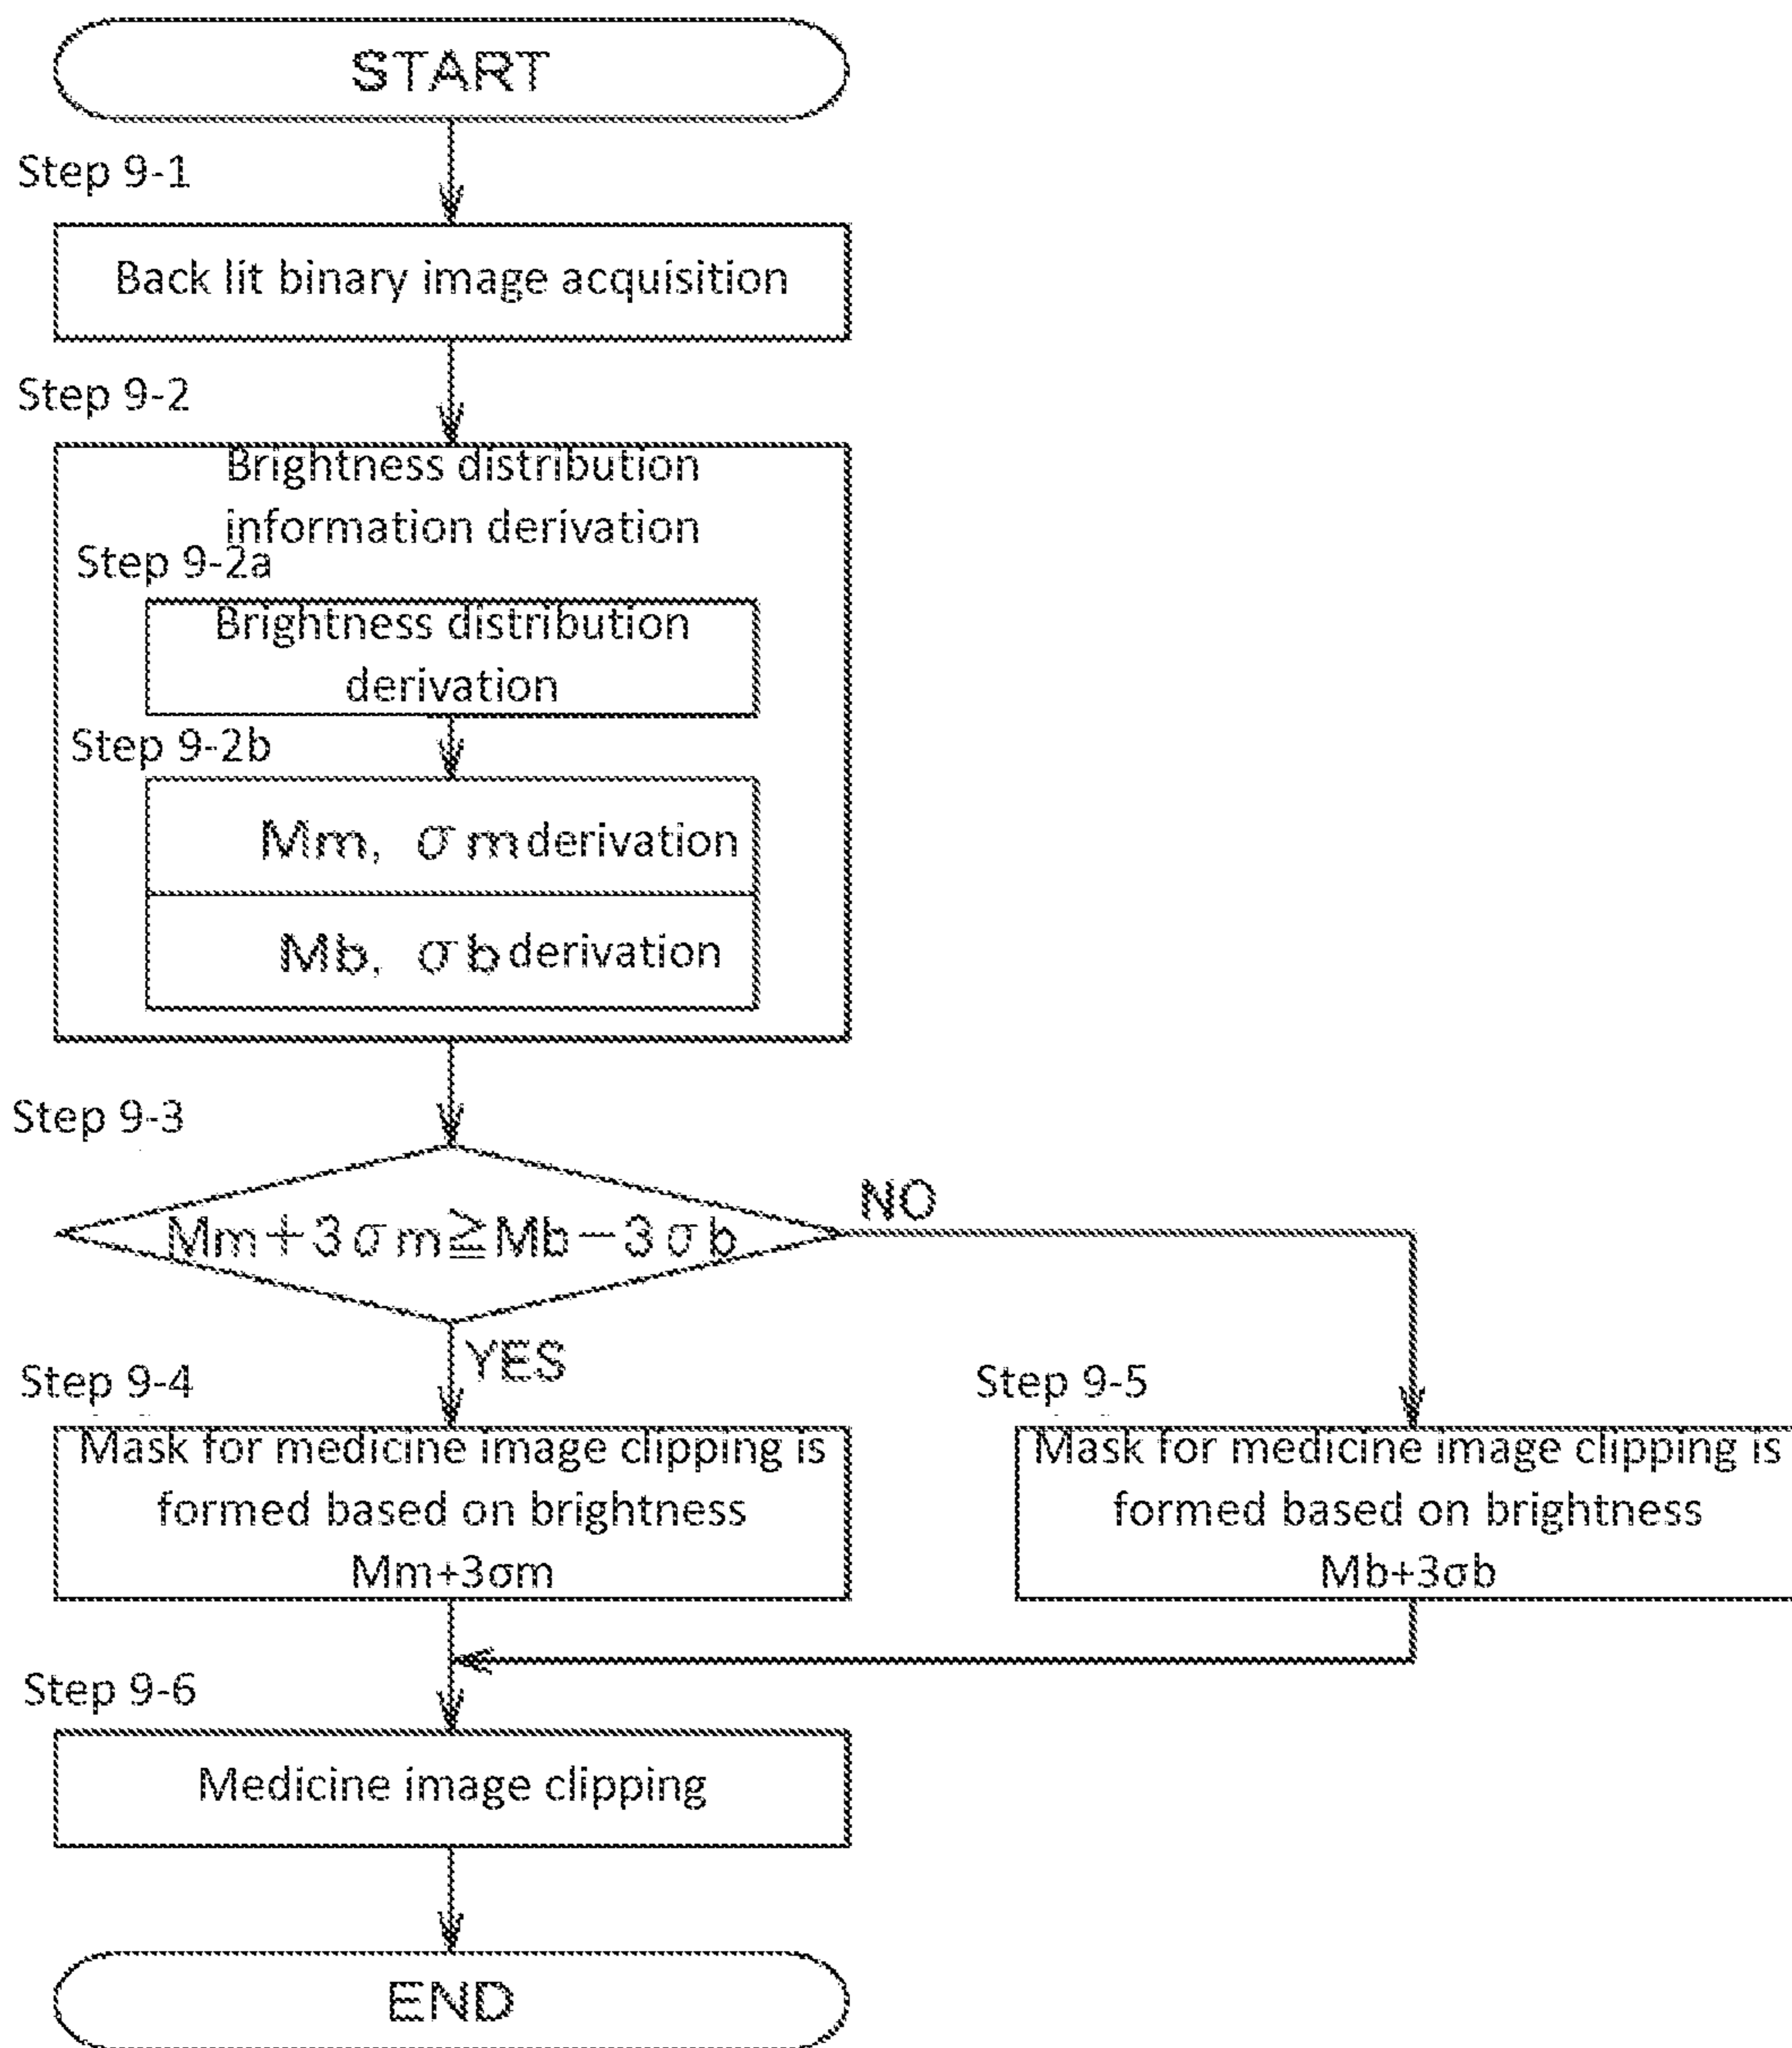 START
Step 9-1
Back lit binary image acquisition
Step 9-2
Brightness distribution
information derivation
Step 9-2a
Brightness distribution
derivation
Step 9-2b
Mm, σm derivation
Mb, σb derivation
Step 9-3
Mm+3σm≧Mb−3σb
NO
YES
Step 9-4
Mask for medicine image clipping is
formed based on brightness
Mm+3σm
Step 9-5
Mask for medicine image clipping is
formed based on brightness
Mb+3σb
Step 9-6
Medicine image clipping
END